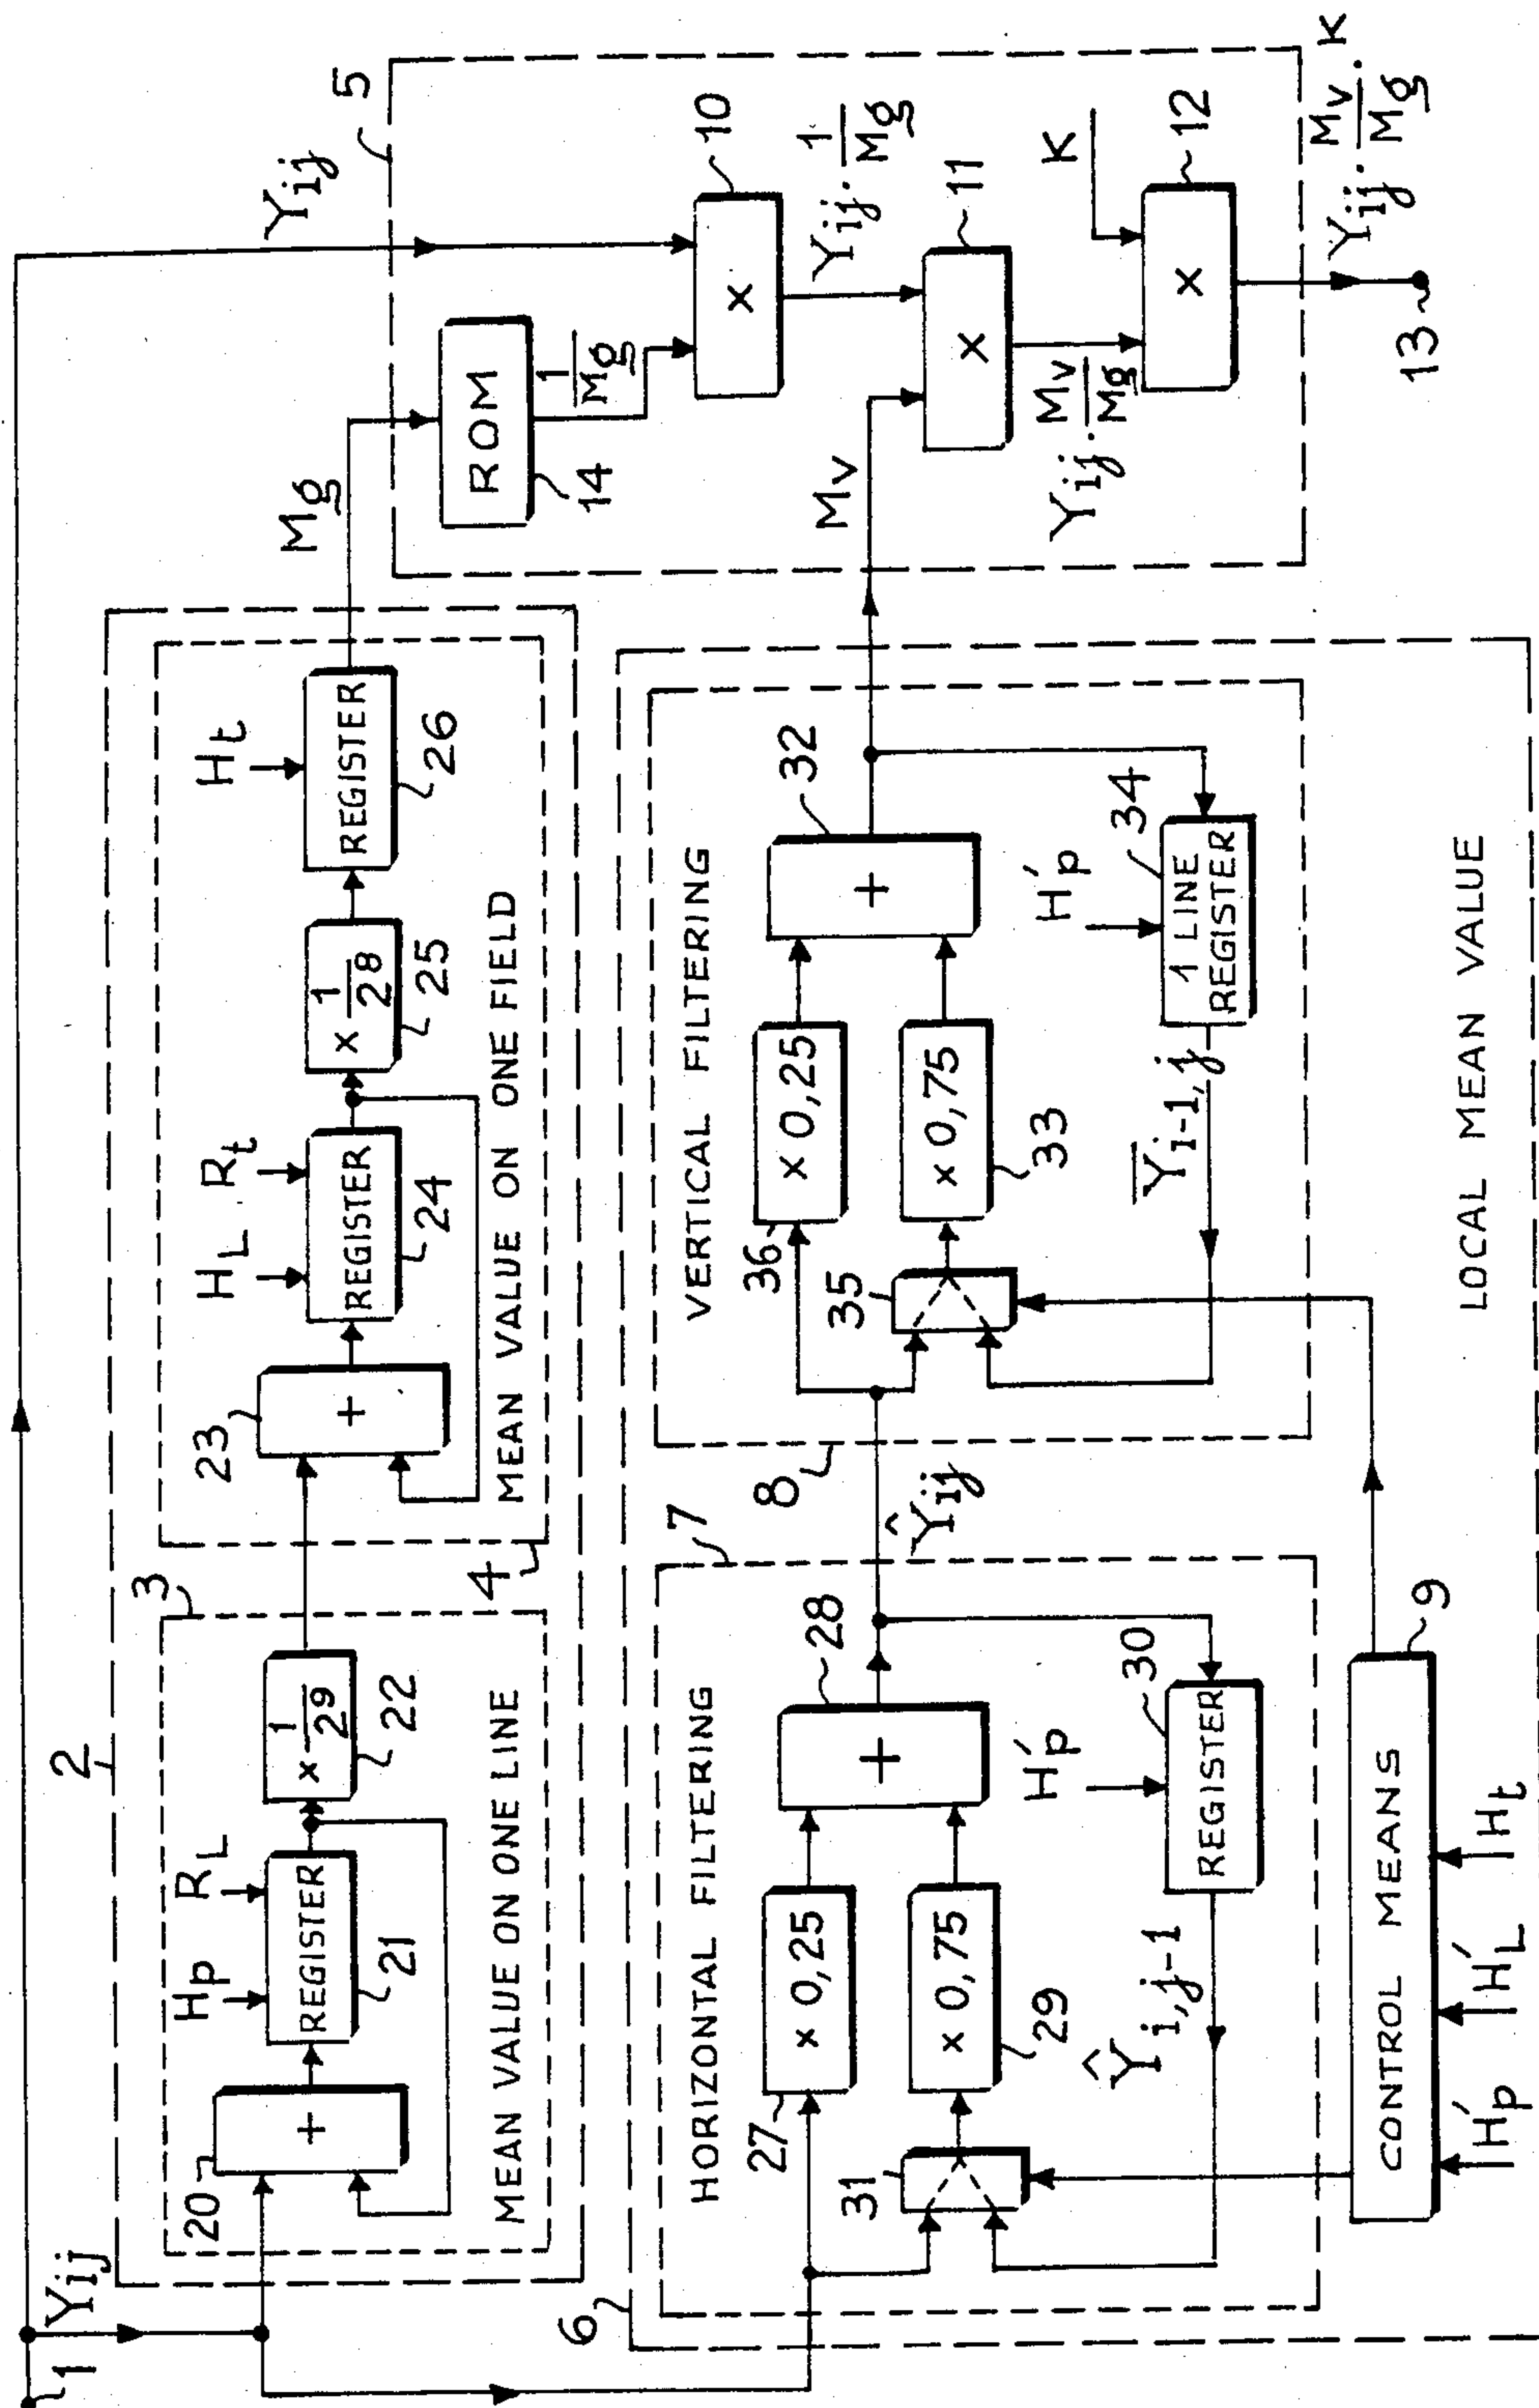 1
Yij
2
3
20
+
Hp
RL
REGISTER
21
× 1/29
22
MEAN VALUE ON ONE LINE
4
23
+
HL
Rt
REGISTER
24
× 1/28
25
Ht
REGISTER
26
MEAN VALUE ON ONE FIELD
Mg
Yij
5
ROM
14
1/Mg
×
10
Yij · 1/Mg
Mv
×
11
Yij · Mv/Mg
K
×
12
Yij · Mv/Mg · K
13
6
7
HORIZONTAL FILTERING
27
× 0,25
+
28
31
× 0,75
29
H'p
30
REGISTER
Ŷi,j-1
Ŷij
8
VERTICAL FILTERING
36
× 0,25
+
32
35
× 0,75
33
H'p
34
1 LINE
REGISTER
Y̅i-1,j
LOCAL MEAN VALUE
9
CONTROL MEANS
H'p
H'L
Ht